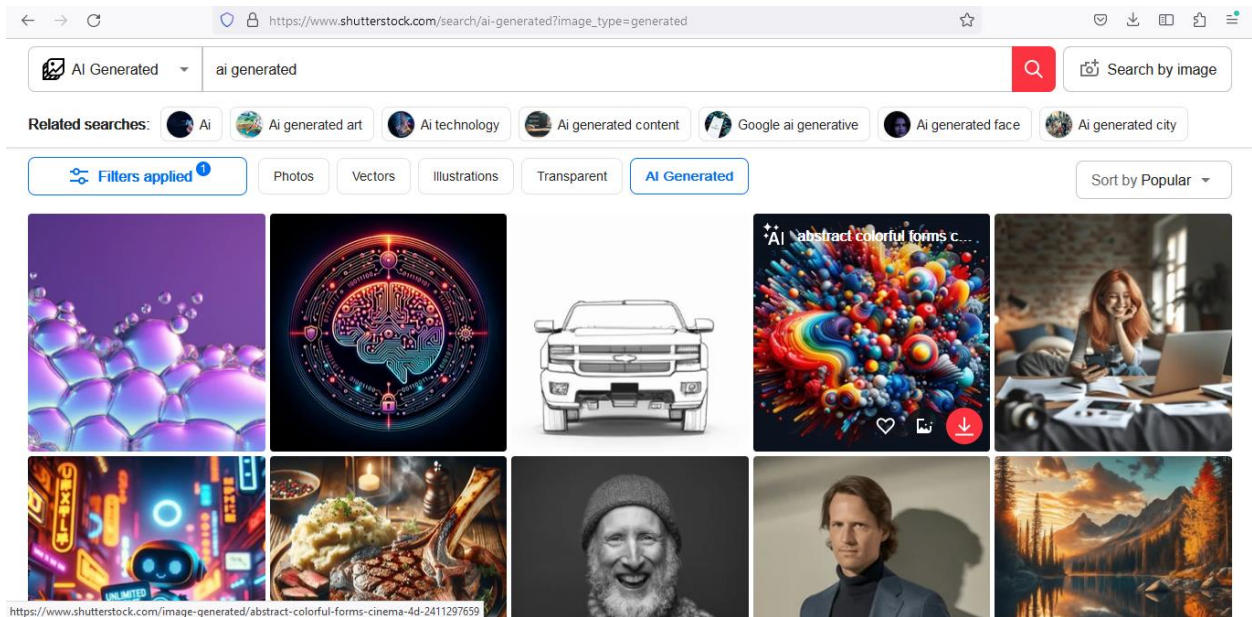 https://www.shutterstock.com/search/ai-generated?image_type=generated
AI Generated ai generated Search by image
Related searches: Ai Ai generated art Ai technology Ai generated content Google ai generative Ai generated face Ai generated city
Filters applied 1 Photos Vectors Illustrations Transparent AI Generated Sort by Popular
AI abstract colorful forms c...
UNLIMITED
https://www.shutterstock.com/image-generated/abstract-colorful-forms-cinema-4d-2411297659